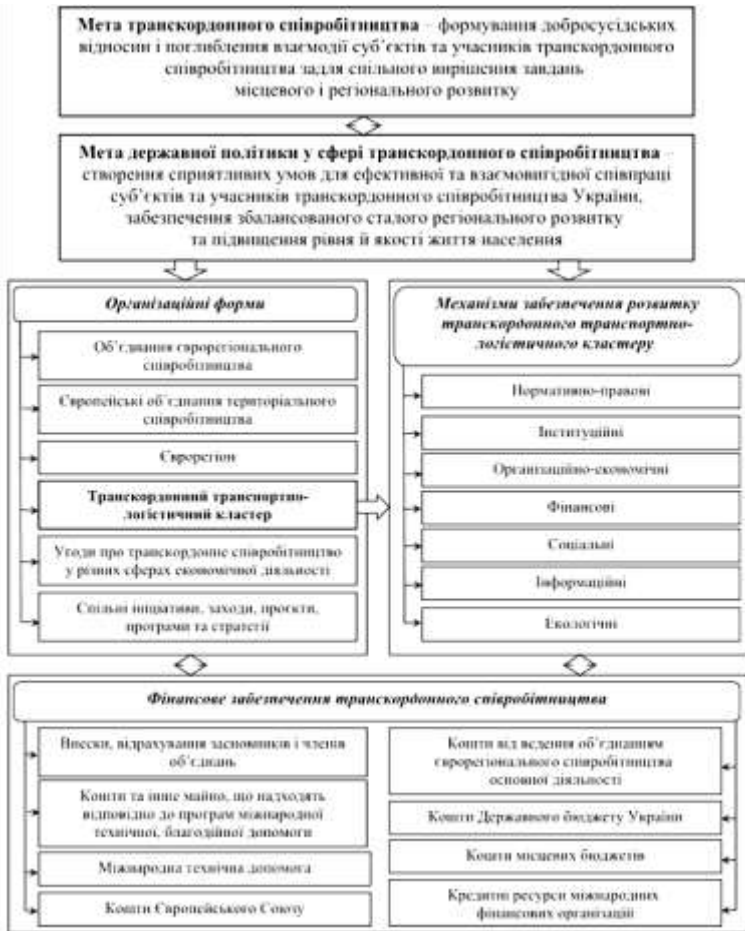 Мета транскордонного співробітництва – формування добросусідських
відносин і поглиблення взаємодії суб’єктів та учасників транскордонного
співробітництва задля спільного вирішення завдань
місцевого і регіонального розвитку
Мета державної політики у сфері транскордонного співробітництва –
створення сприятливих умов для ефективної та взаємовигідної співпраці
суб’єктів та учасників транскордонного співробітництва України,
забезпечення збалансованого сталого регіонального розвитку
та підвищення рівня й якості життя населення
Організаційні форми
Об’єднання єврорегіонального
співробітництва
Європейські об’єднання територіального
співробітництва
Єврорегіон
Транскордонний транспортно-
логістичний кластер
Угоди про транскордонне співробітництво
у різних сферах економічної діяльності
Спільні ініціативи, заходи, проєкти,
програми та стратегії
Механізми забезпечення розвитку
транскордонного транспортно-
логістичного кластеру
Нормативно-правові
Інституційні
Організаційно-економічні
Фінансові
Соціальні
Інформаційні
Екологічні
Фінансове забезпечення транскордонного співробітництва
Внески, відрахування засновників і членів
об’єднань
Кошти та інше майно, що надходять
відповідно до програм міжнародної
технічної, благодійної допомоги
Міжнародна технічна допомога
Кошти Європейського Союзу
Кошти від ведення об’єднанням
єврорегіонального співробітництва
основної діяльності
Кошти Державного бюджету України
Кошти місцевих бюджетів
Кредитні ресурси міжнародних
фінансових організацій